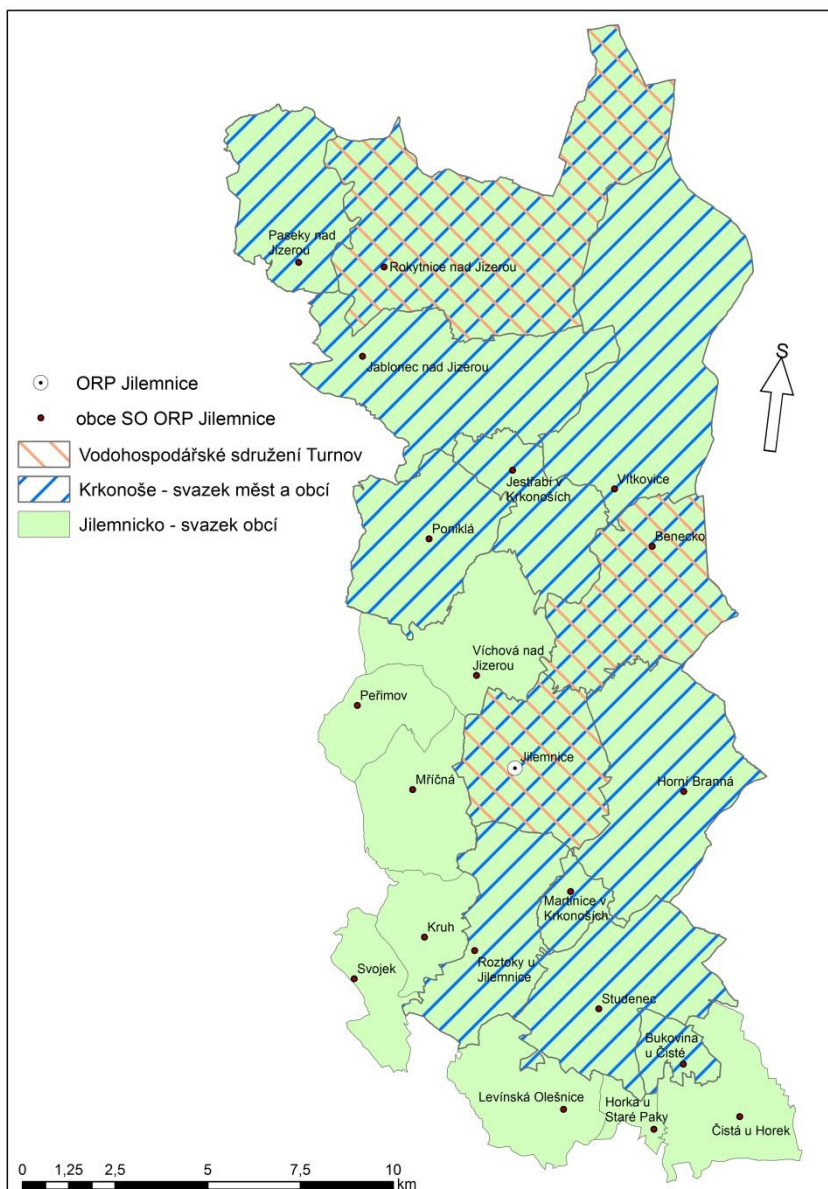 Paseky nad
Jizerou
Rokytnice nad Jizerou
Jablonec nad Jizerou
S
ORP Jilemnice
obce SO ORP Jilemnice
Vodohospodářské sdružení Turnov
Krkonoše - svazek měst a obcí
Jilemnicko - svazek obcí
Jestrabí v
Krkonoších
Vítkovice
Poniklá
Benecko
Víchová nad
Jizerou
Peřimov
Jilemnice
Mříčná
Horní Branná
Martinice v
Krkonoších
Kruh
Roztoky u
Jilemnice
Svojek
Studenec
Bukovina
u Čisté
Levínská Olešnice
Horka u
Staré Paky
Čistá u Horek
0 1,25 2,5 5 7,5 10
km